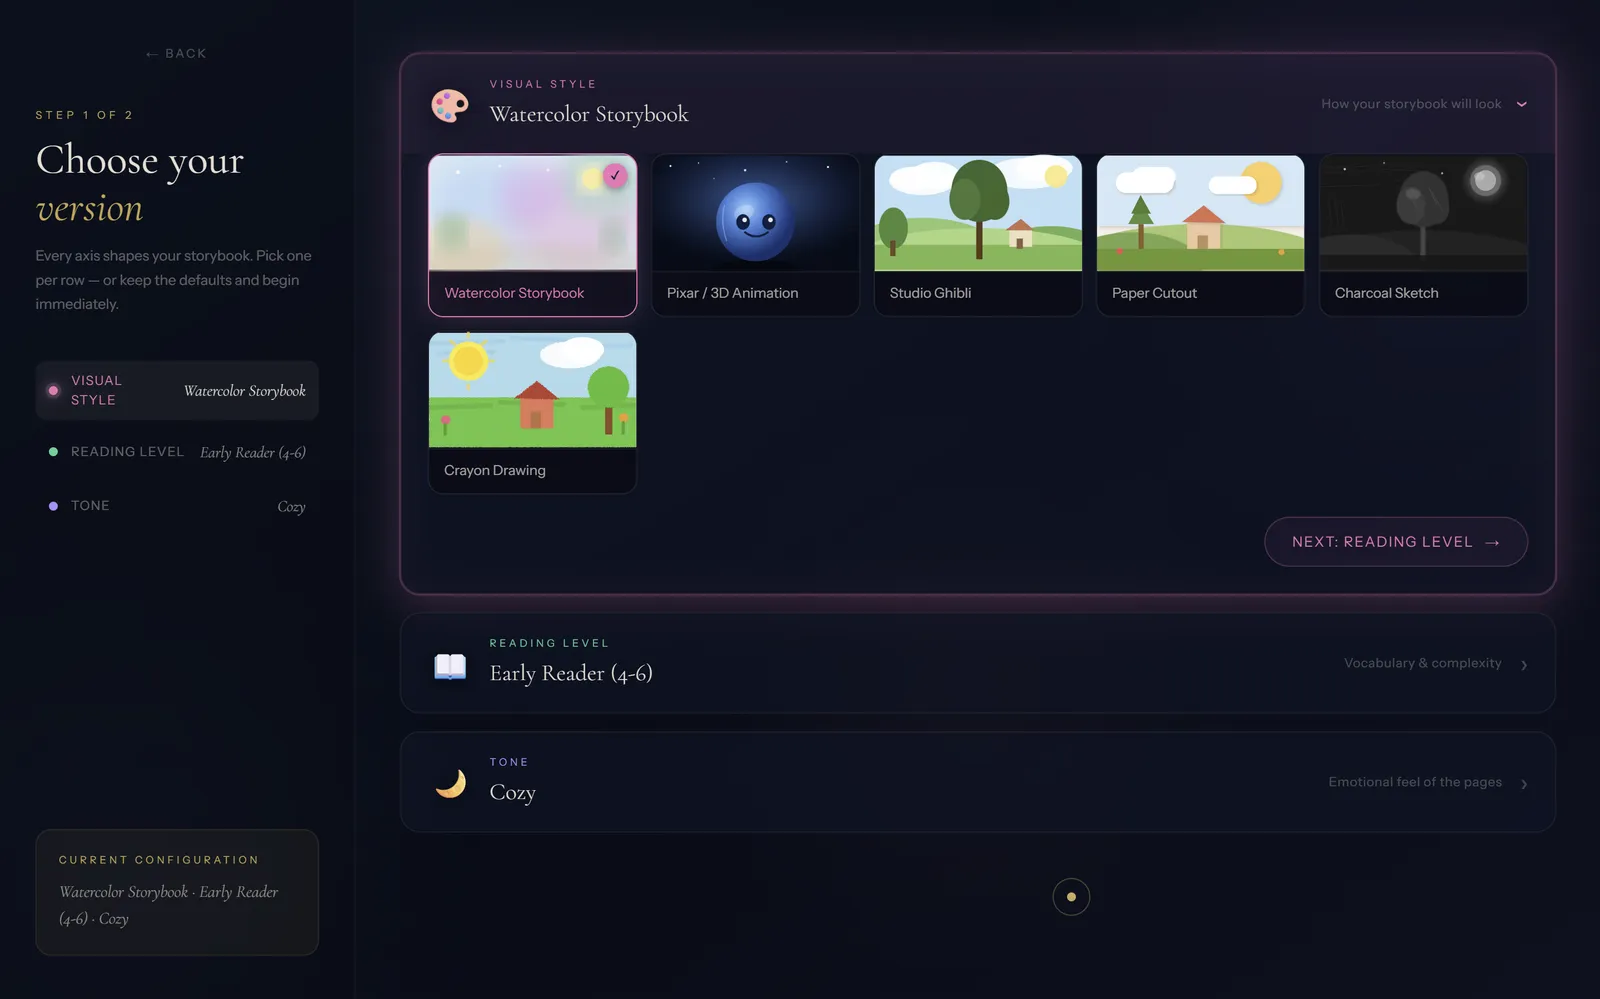 ← BACK
STEP 1 OF 2
Choose your
version
Every axis shapes your storybook. Pick one
per row — or keep the defaults and begin
immediately.
VISUAL
STYLE
Watercolor Storybook
READING LEVEL
Early Reader (4-6)
TONE
Cozy
CURRENT CONFIGURATION
Watercolor Storybook · Early Reader
(4-6) · Cozy
VISUAL STYLE
Watercolor Storybook
How your storybook will look
Watercolor Storybook
Pixar / 3D Animation
Studio Ghibli
Paper Cutout
Charcoal Sketch
Crayon Drawing
NEXT: READING LEVEL →
READING LEVEL
Early Reader (4-6)
Vocabulary & complexity
TONE
Cozy
Emotional feel of the pages